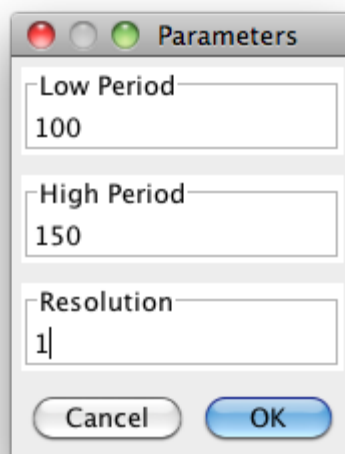 Parameters
Low Period
100
High Period
150
Resolution
1
Cancel OK